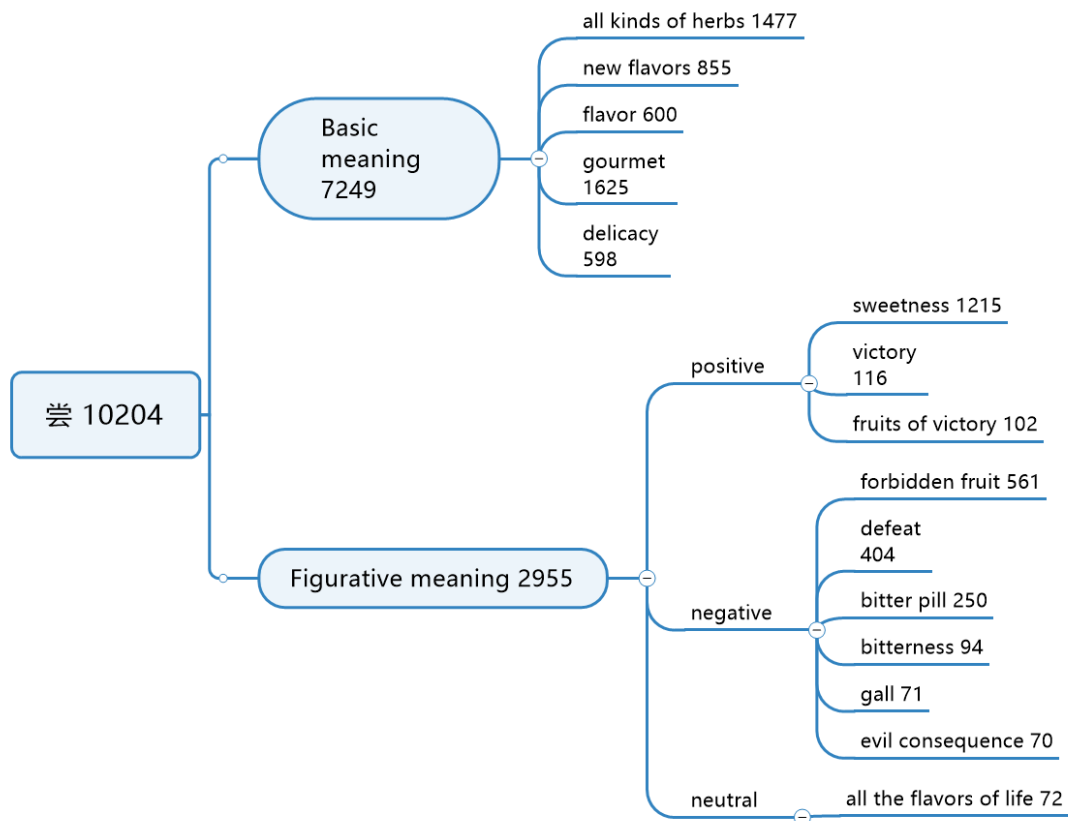 尝 10204
Basic
meaning
7249
all kinds of herbs 1477
new flavors 855
flavor 600
gourmet
1625
delicacy
598
Figurative meaning 2955
positive
sweetness 1215
victory
116
fruits of victory 102
negative
forbidden fruit 561
defeat
404
bitter pill 250
bitterness 94
gall 71
evil consequence 70
neutral
all the flavors of life 72